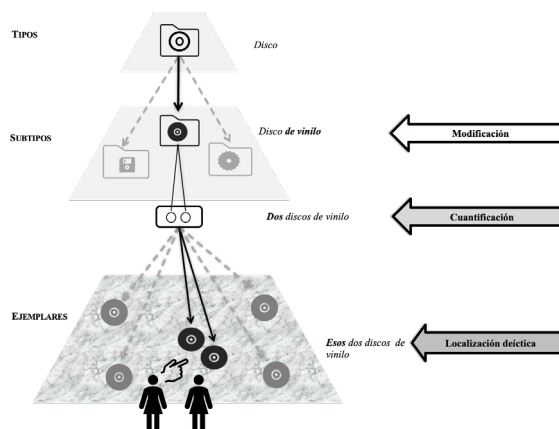 TIPOS
Disco
SUBTIPOS
Disco de vinilo
Modificación
Dos discos de vinilo
Cuantificación
EJEMPLARES
Esos dos discos de
vinilo
Localización deíctica